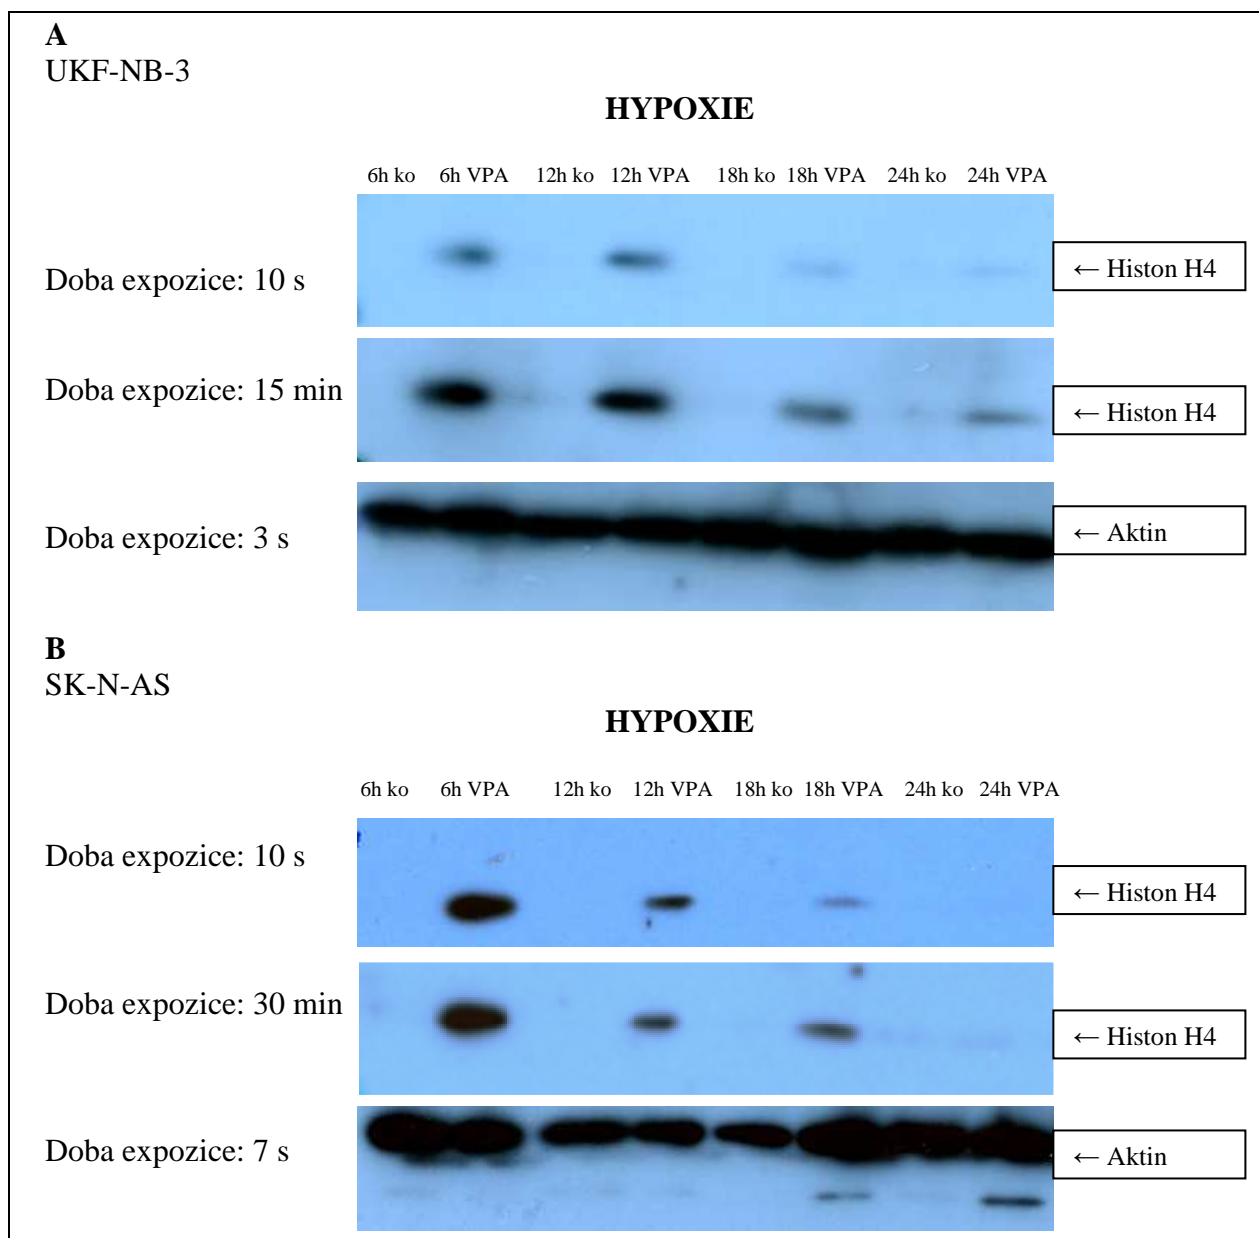 A
UKF-NB-3
HYPOXIE
6h ko 6h VPA 12h ko 12h VPA 18h ko 18h VPA 24h ko 24h VPA
Doba expozice: 10 s
← Histon H4
Doba expozice: 15 min
← Histon H4
Doba expozice: 3 s
← Aktin
B
SK-N-AS
HYPOXIE
6h ko 6h VPA 12h ko 12h VPA 18h ko 18h VPA 24h ko 24h VPA
Doba expozice: 10 s
← Histon H4
Doba expozice: 30 min
← Histon H4
Doba expozice: 7 s
← Aktin